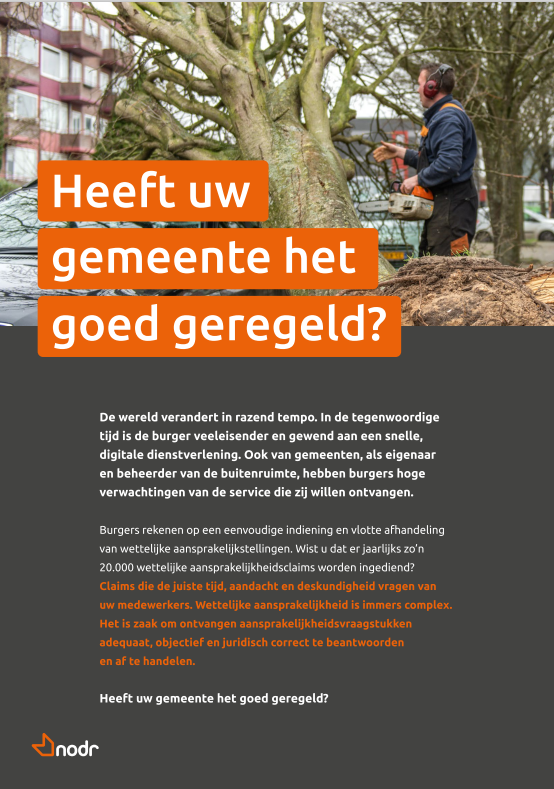 Heeft uw
gemeente het
goed geregeld?
De wereld verandert in razend tempo. In de tegenwoordige
tijd is de burger veeleisender en gewend aan een snelle,
digitale dienstverlening. Ook van gemeenten, als eigenaar
en beheerder van de buitenruimte, hebben burgers hoge
verwachtingen van de service die zij willen ontvangen.
Burgers rekenen op een eenvoudige indiening en vlotte afhandeling
van wettelijke aansprakelijkstellingen. Wist u dat er jaarlijks zo’n
20.000 wettelijke aansprakelijkheidsclaims worden ingediend?
Claims die de juiste tijd, aandacht en deskundigheid vragen van
uw medewerkers. Wettelijke aansprakelijkheid is immers complex.
Het is zaak om ontvangen aansprakelijkheidsvraagstukken
adequaat, objectief en juridisch correct te beantwoorden
en af te handelen.
Heeft uw gemeente het goed geregeld?
nodr